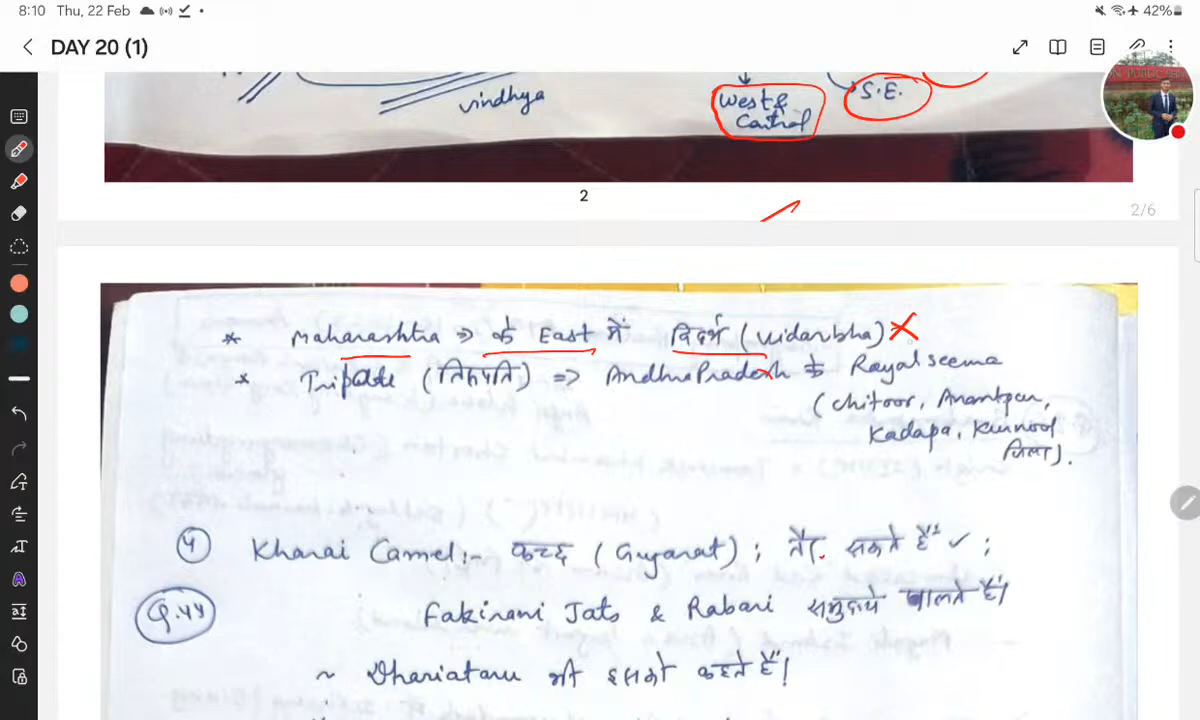 8:10 Thu, 22 Feb
42%
DAY 20 (1)
PUBLIC
Vindhya
West & Central
S.E.
2
2/6
* Maharashtra ⇒ के East में विदर्भ (Vidarbha) X
* (तिरुपति) ⇒ Andhra Pradesh के Rayalseema
(Chitoor, Anantpur,
Kadapa, Kurnool
जिला).
4 Kharai Camel:- कच्छ (Gujarat); तैर सकते हैं ✓ ;
Q.44
Fakirani Jats & Rabari समुदाय पालते हैं।
~ Dhariataru भी इसको कहते हैं।